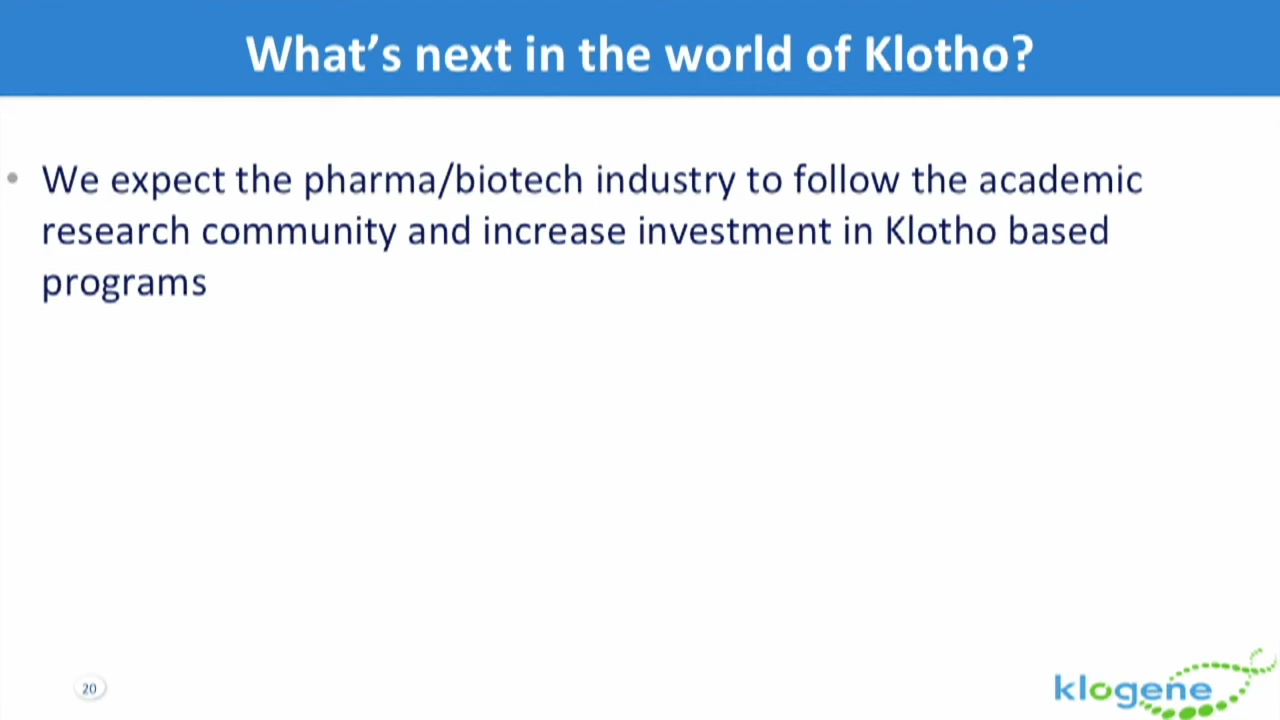 What's next in the world of Klotho?
• We expect the pharma/biotech industry to follow the academic
research community and increase investment in Klotho based
programs
20
klogene